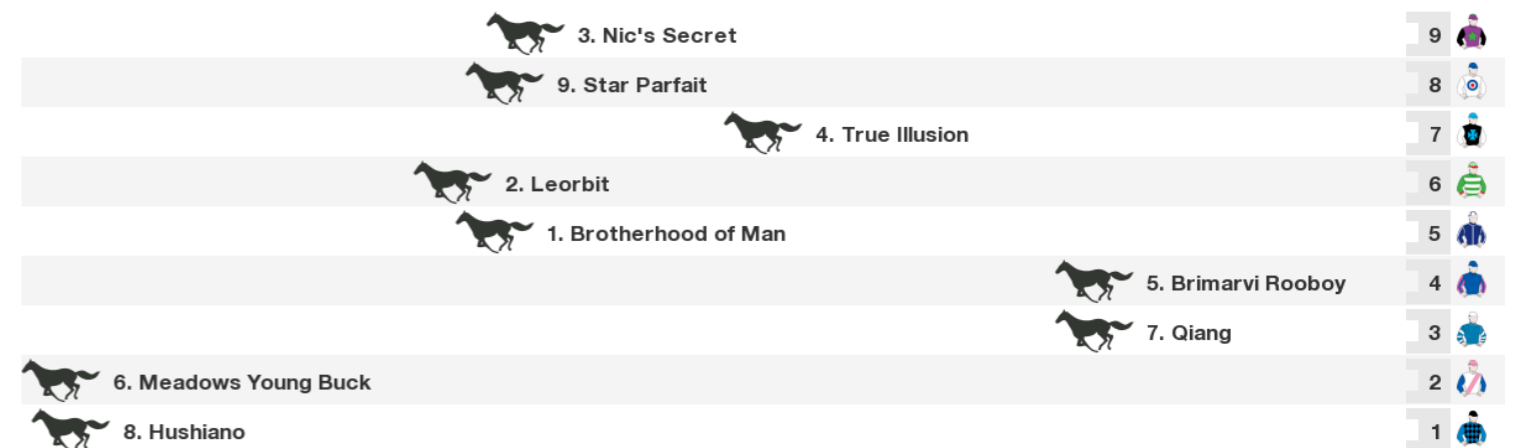 3. Nic's Secret 9
9. Star Parfait 8
4. True Illusion 7
2. Leorbit 6
1. Brotherhood of Man 5
5. Brimarvi Rooboy 4
7. Qiang 3
6. Meadows Young Buck 2
8. Hushiano 1